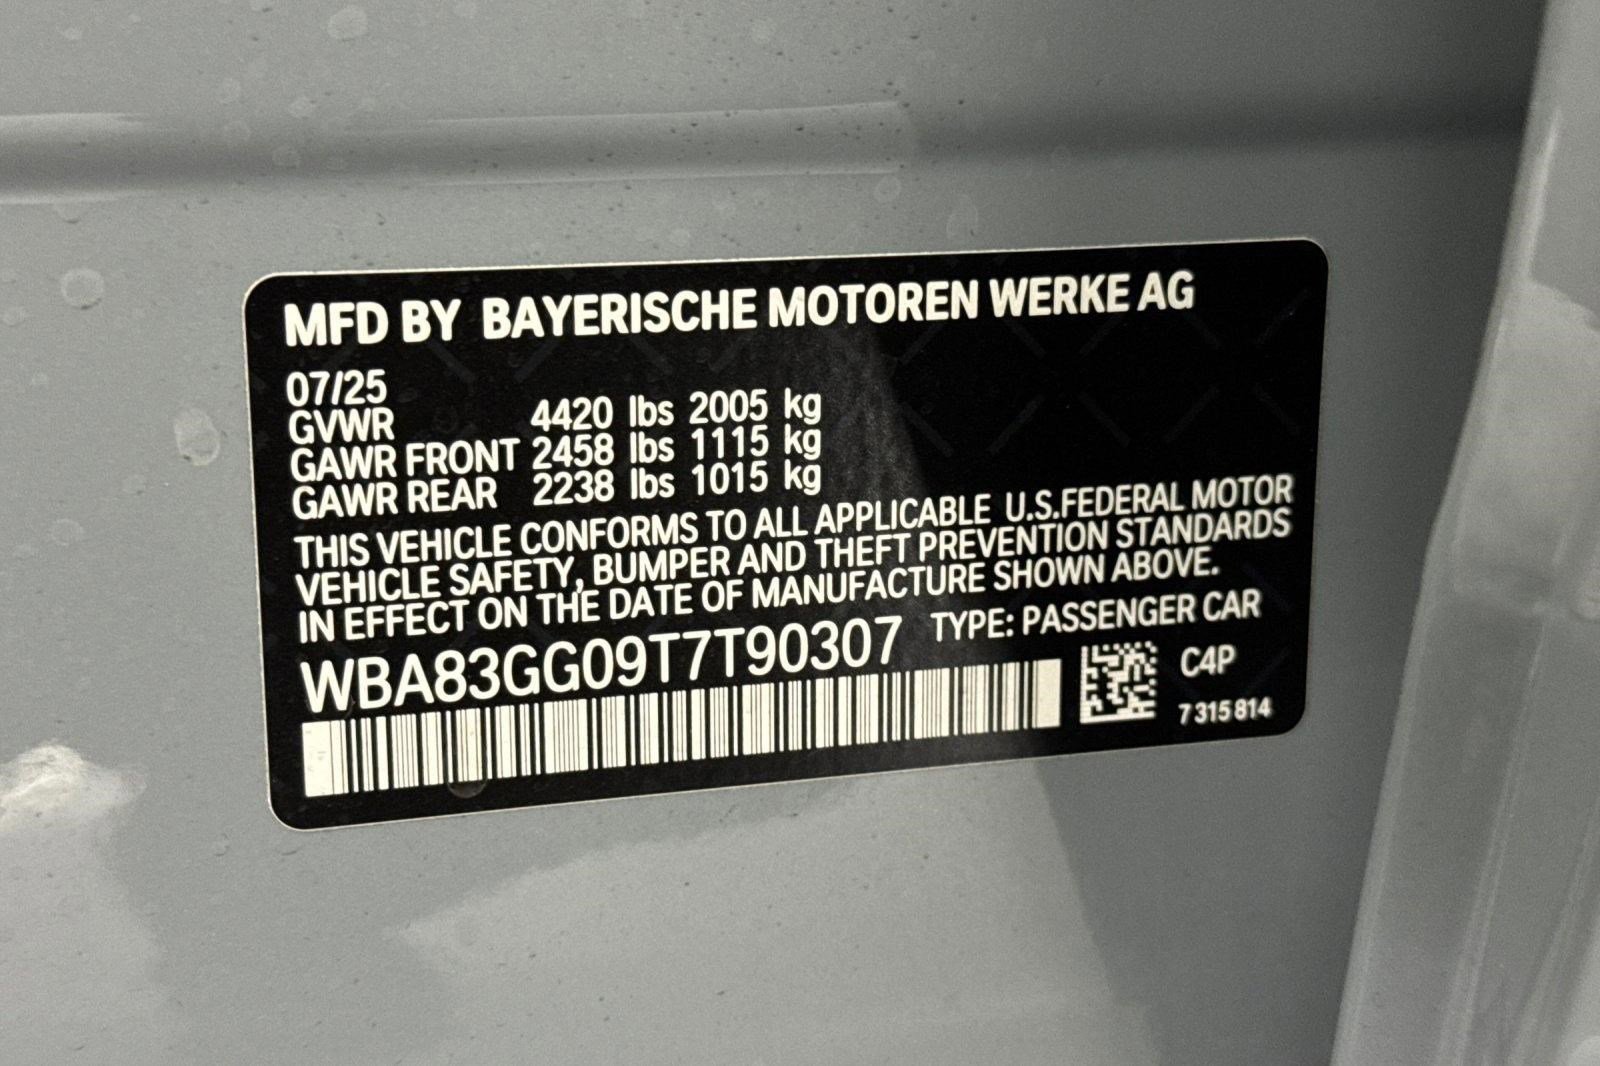 MFD BY BAYERISCHE MOTOREN WERKE AG
07/25
GVWR 4420 lbs 2005 kg
GAWR FRONT 2458 lbs 1115 kg
GAWR REAR 2238 lbs 1015 kg
THIS VEHICLE CONFORMS TO ALL APPLICABLE U.S.FEDERAL MOTOR
VEHICLE SAFETY, BUMPER AND THEFT PREVENTION STANDARDS
IN EFFECT ON THE DATE OF MANUFACTURE SHOWN ABOVE.
WBA83GG09T7T90307 TYPE: PASSENGER CAR
C4P
7 315 814